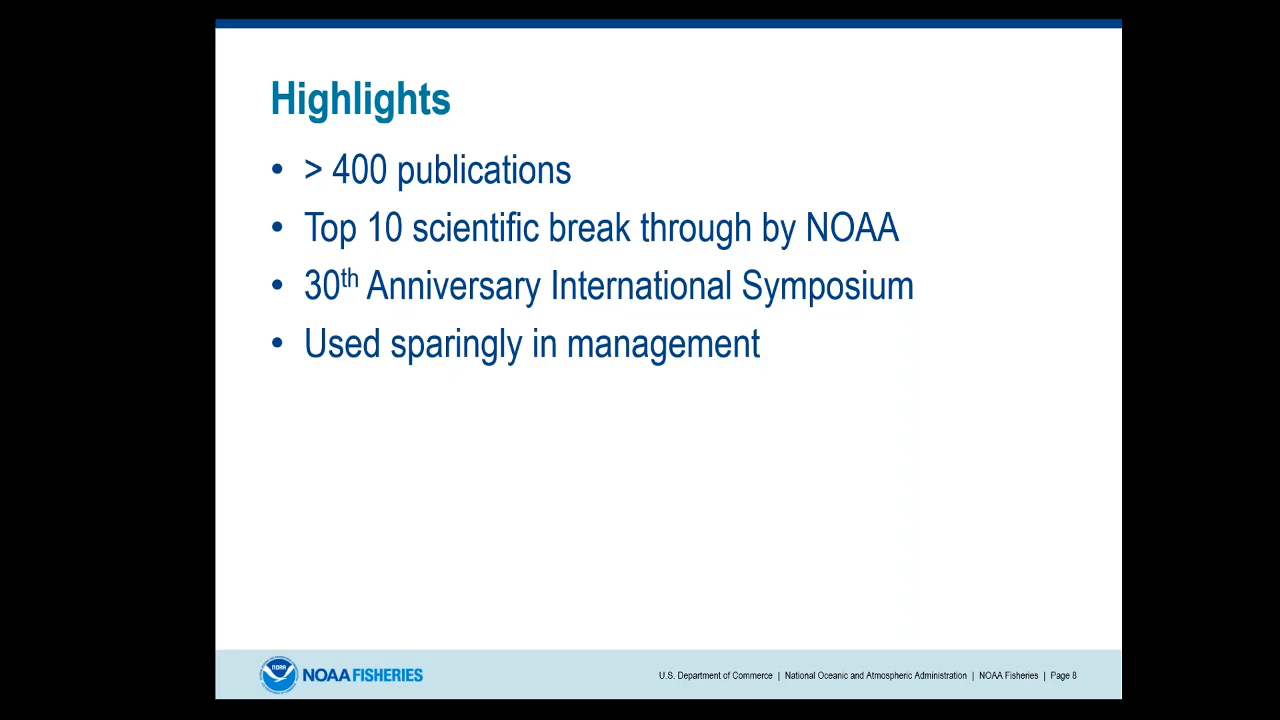 Highlights
• > 400 publications
• Top 10 scientific break through by NOAA
• 30th Anniversary International Symposium
• Used sparingly in management
NOAA
NOAA FISHERIES
U.S. Department of Commerce | National Oceanic and Atmospheric Administration | NOAA Fisheries | Page 8